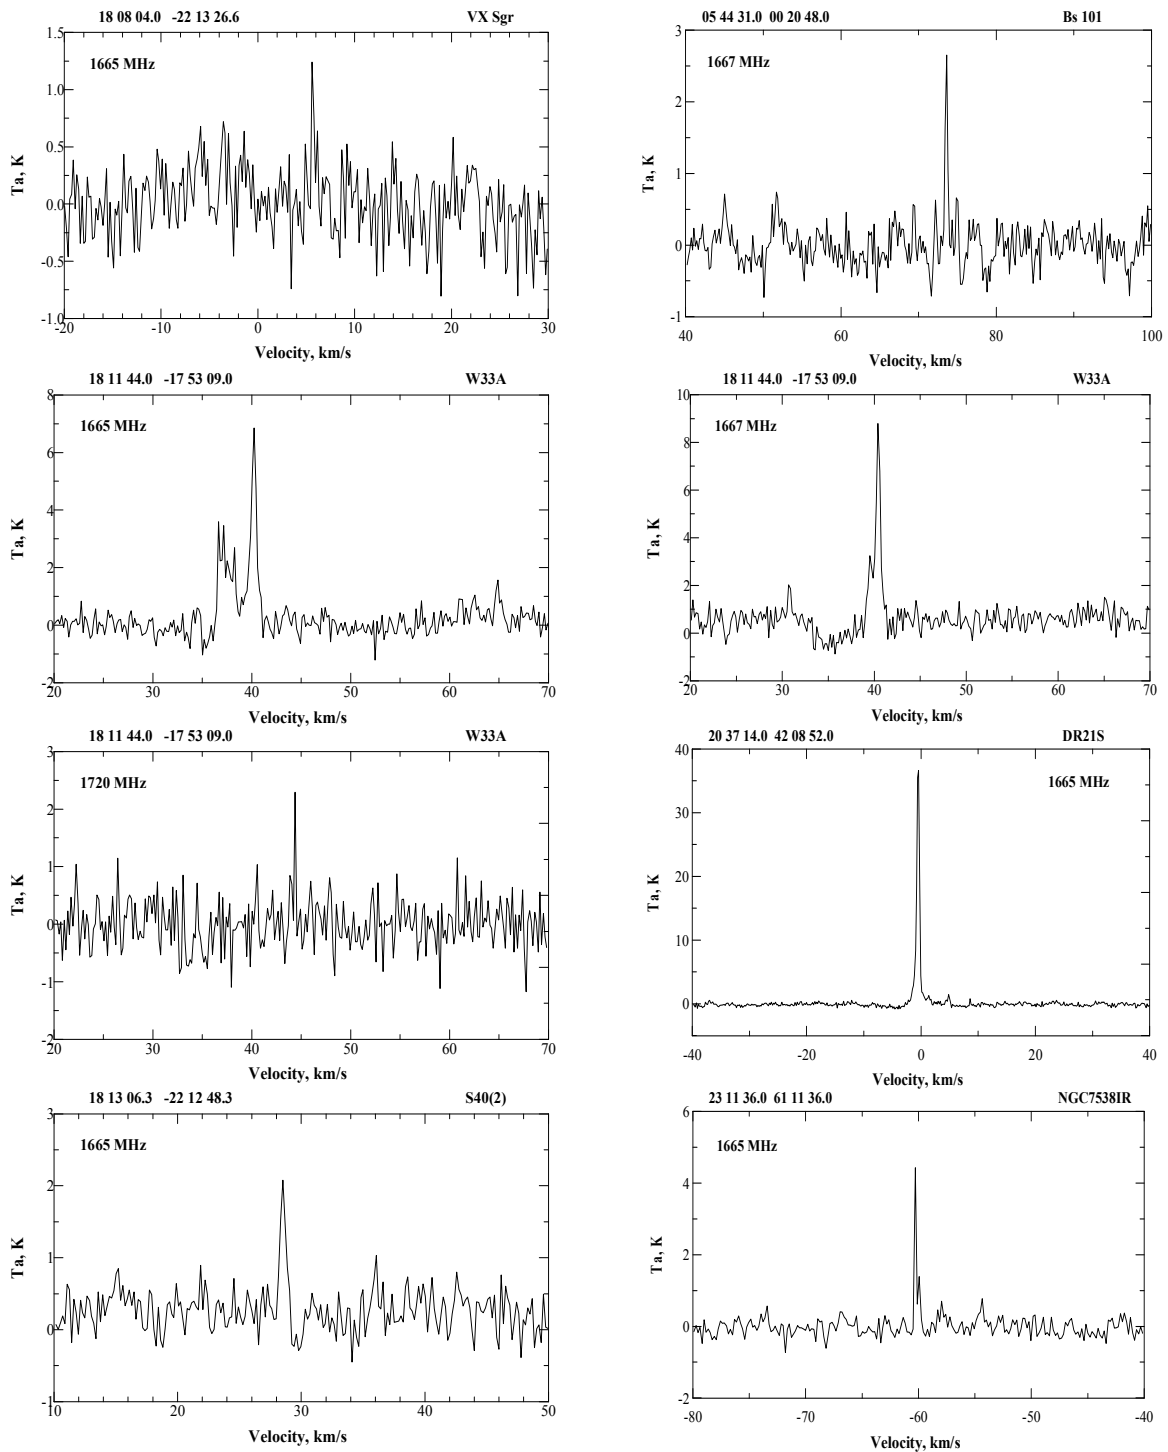 18 08 04.0 -22 13 26.6 VX Sgr
1.5
1.0
0.5
0.0
-0.5
-1.0
Ta, K
1665 MHz
-20 -10 0 10 20 30
Velocity, km/s
05 44 31.0 00 20 48.0 Bs 101
3
2
1
0
-1
Ta, K
1667 MHz
40 60 80 100
Velocity, km/s
18 11 44.0 -17 53 09.0 W33A
8
6
4
2
0
-2
Ta, K
1665 MHz
20 30 40 50 60 70
Velocity, km/s
18 11 44.0 -17 53 09.0 W33A
10
8
6
4
2
0
-2
Ta, K
1667 MHz
20 30 40 50 60 70
Velocity, km/s
18 11 44.0 -17 53 09.0 W33A
3
2
1
0
-1
-2
Ta, K
1720 MHz
20 30 40 50 60 70
Velocity, km/s
20 37 14.0 42 08 52.0 DR21S
40
30
20
10
0
Ta, K
1665 MHz
-40 -20 0 20 40
Velocity, km/s
18 13 06.3 -22 12 48.3 S40(2)
3
2
1
0
-1
Ta, K
1665 MHz
10 20 30 40 50
Velocity, km/s
23 11 36.0 61 11 36.0 NGC7538IR
6
4
2
0
-2
Ta, K
1665 MHz
-80 -70 -60 -50 -40
Velocity, km/s